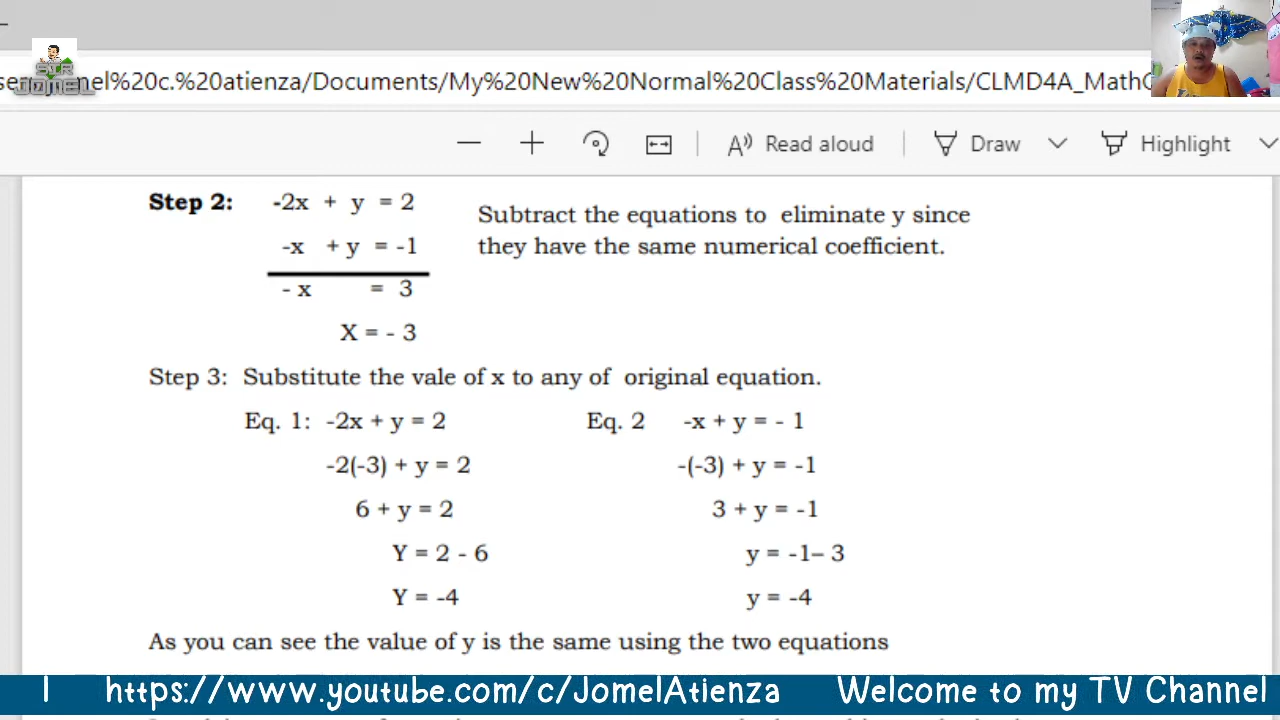 SIR
JOMEL
nel%20c.%20atienza/Documents/My%20New%20Normal%20Class%20Materials/CLMD4A_Math
Read aloud Draw Highlight
Step 2: -2x + y = 2
Subtract the equations to eliminate y since
-x + y = -1
they have the same numerical coefficient.
- x = 3
X = - 3
Step 3: Substitute the vale of x to any of original equation.
Eq. 1: -2x + y = 2 Eq. 2 -x + y = - 1
-2(-3) + y = 2 -(-3) + y = -1
6 + y = 2 3 + y = -1
Y = 2 - 6 y = -1– 3
Y = -4 y = -4
As you can see the value of y is the same using the two equations
https://www.youtube.com/c/JomelAtienza Welcome to my TV Channel